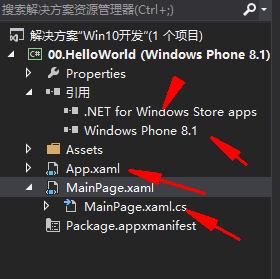 搜索解决方案资源管理器(Ctrl+;)
解决方案"Win10开发"(1 个项目)
C# 00.HelloWorld (Windows Phone 8.1)
Properties
引用
.NET for Windows Store apps
Windows Phone 8.1
Assets
App.xaml
MainPage.xaml
MainPage.xaml.cs
Package.appxmanifest